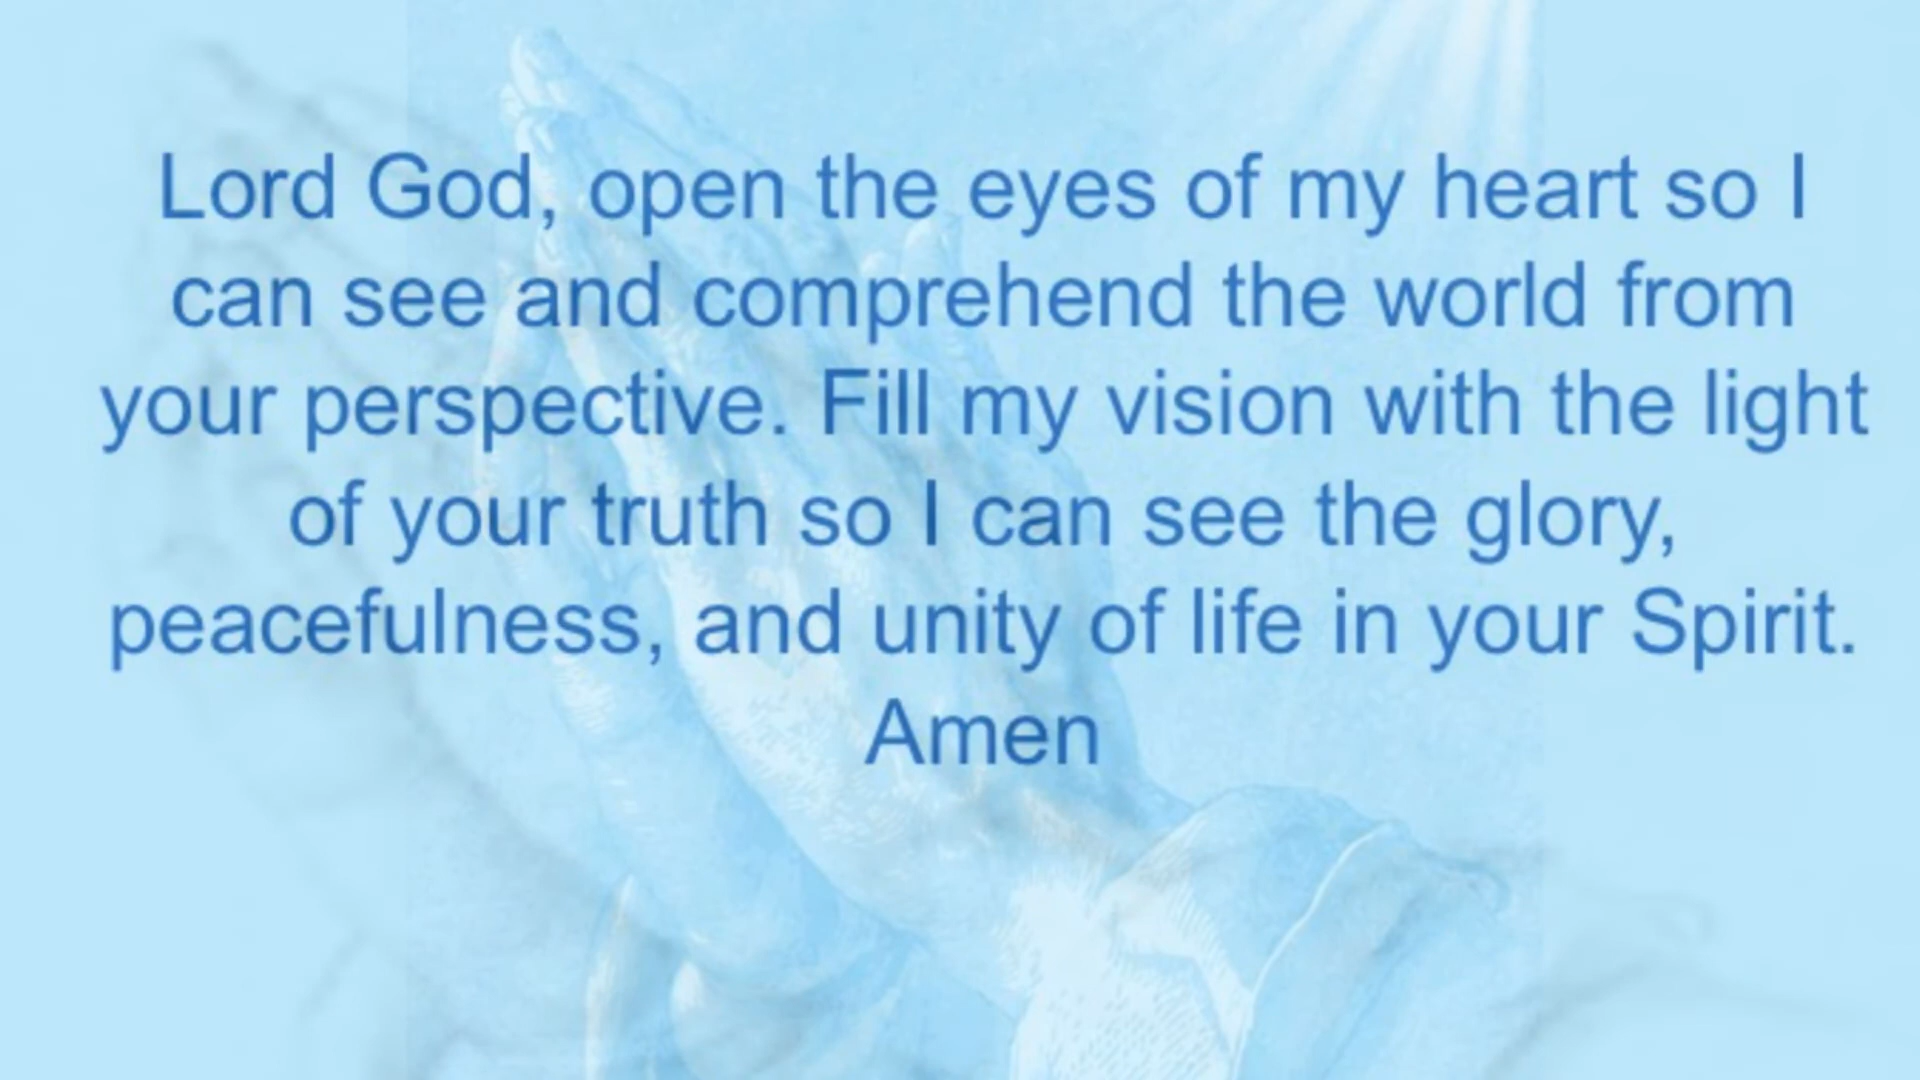 Lord God, open the eyes of my heart so I
can see and comprehend the world from
your perspective. Fill my vision with the light
of your truth so I can see the glory,
peacefulness, and unity of life in your Spirit.
Amen